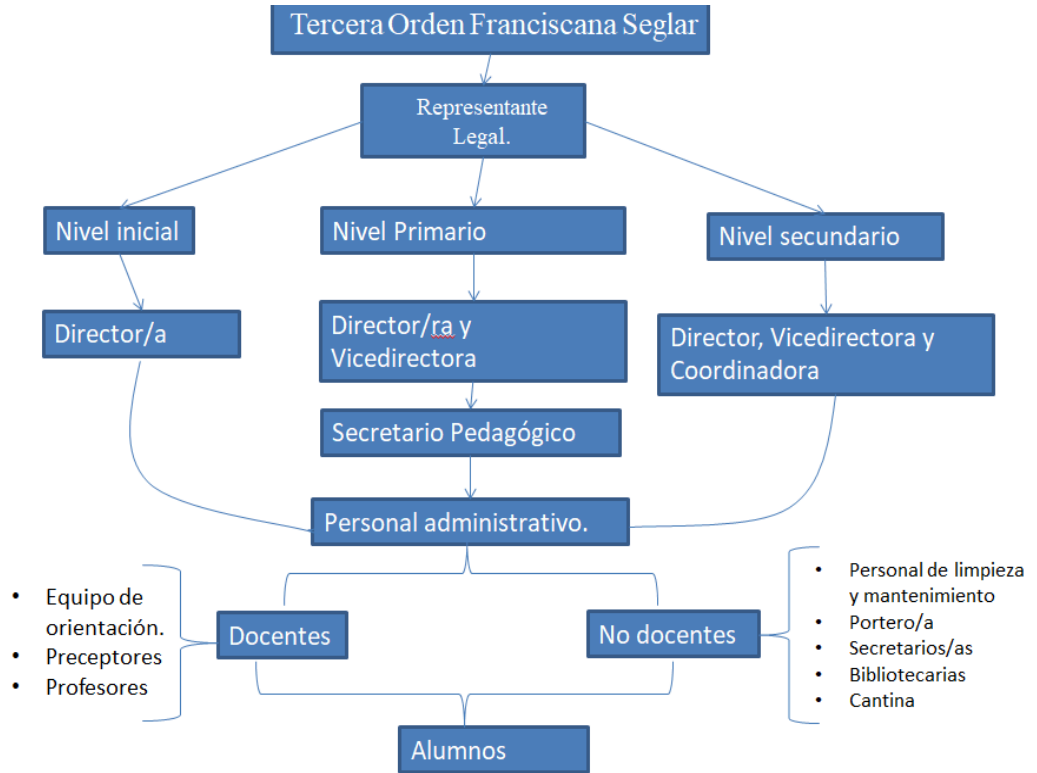 Tercera Orden Franciscana Seglar
Representante
Legal.
Nivel inicial
Nivel Primario
Nivel secundario
Director/a
Director/ra y
Vicedirectora
Director, Vicedirectora y
Coordinadora
Secretario Pedagógico
Personal administrativo.
• Equipo de
orientación.
• Preceptores
• Profesores
Docentes
No docentes
• Personal de limpieza
y mantenimiento
• Portero/a
• Secretarios/as
• Bibliotecarias
• Cantina
Alumnos